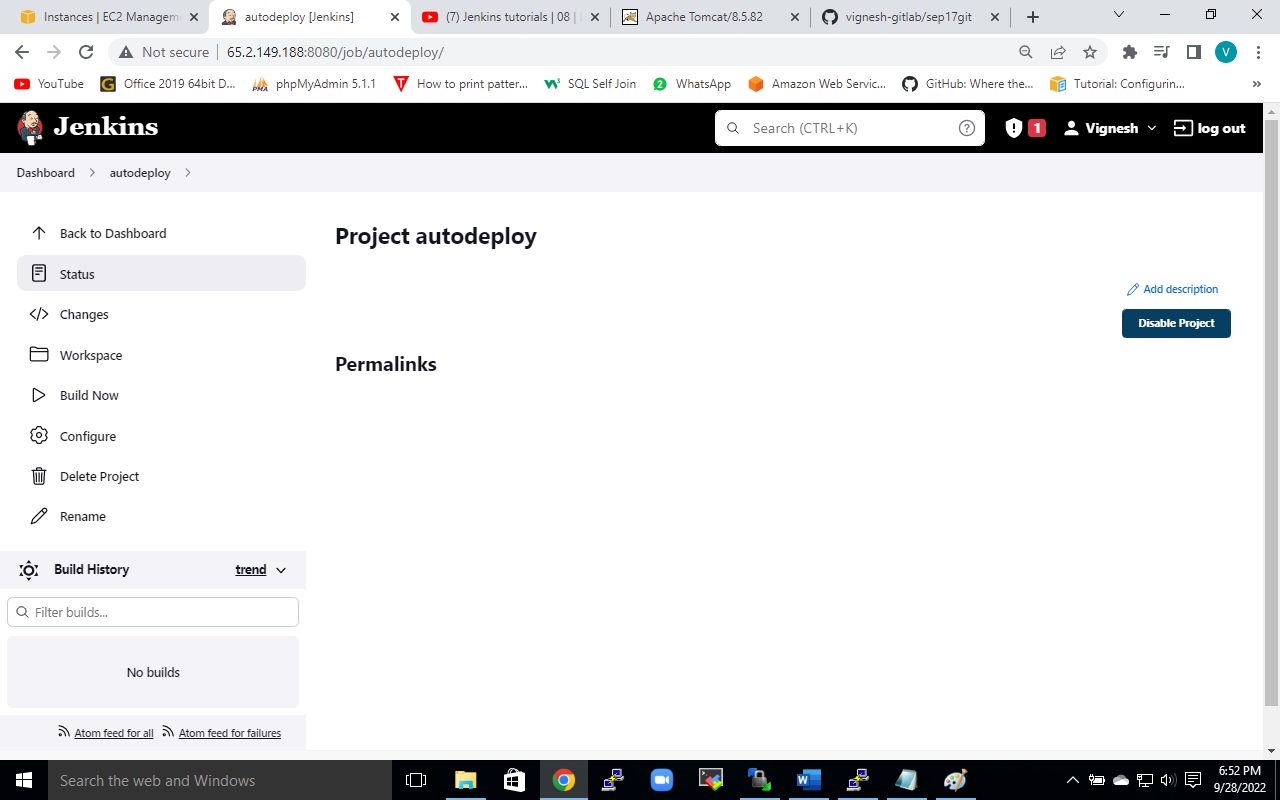 Instances | EC2 Managem
autodeploy [Jenkins]
(7) Jenkins tutorials | 08 |
Apache Tomcat/8.5.82
vignesh-gitlab/sep17git
Not secure
65.2.149.188:8080/job/autodeploy/
V
YouTube
Office 2019 64bit D...
phpMyAdmin 5.1.1
How to print patter...
SQL Self Join
2
WhatsApp
Amazon Web Servic...
GitHub: Where the...
Tutorial: Configurin...
»
Jenkins
Search (CTRL+K)
1
Vignesh
log out
Dashboard
autodeploy
Back to Dashboard
Status
Changes
Workspace
Build Now
Configure
Delete Project
Rename
Build History
trend
Filter builds...
No builds
Atom feed for all
Atom feed for failures
Project autodeploy
Add description
Disable Project
Permalinks
Search the web and Windows
6:52 PM
9/28/2022